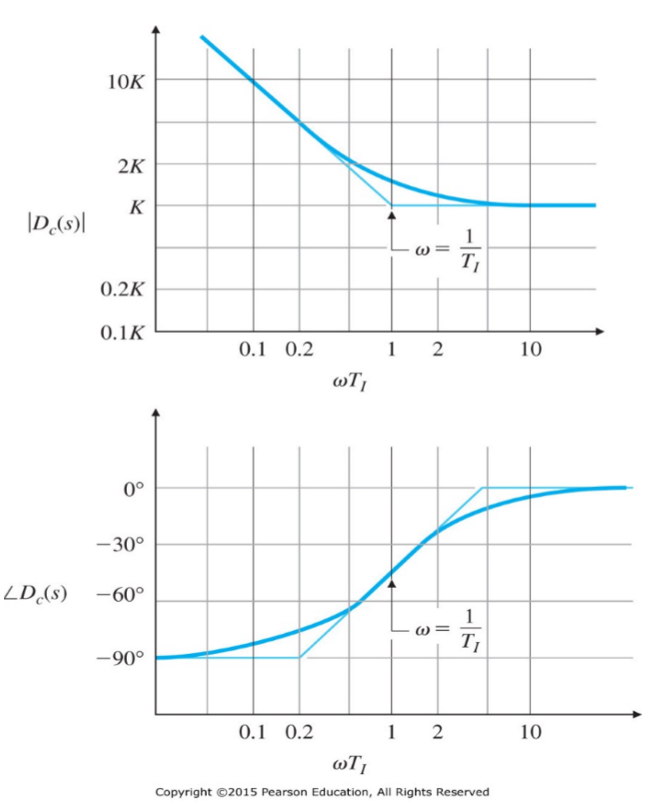 10K
2K
K
|D_c(s)|
ω = 1/T_I
0.2K
0.1K
0.1 0.2 1 2 10
ωT_I
0°
−30°
∠D_c(s) −60°
ω = 1/T_I
−90°
0.1 0.2 1 2 10
ωT_I
Copyright ©2015 Pearson Education, All Rights Reserved